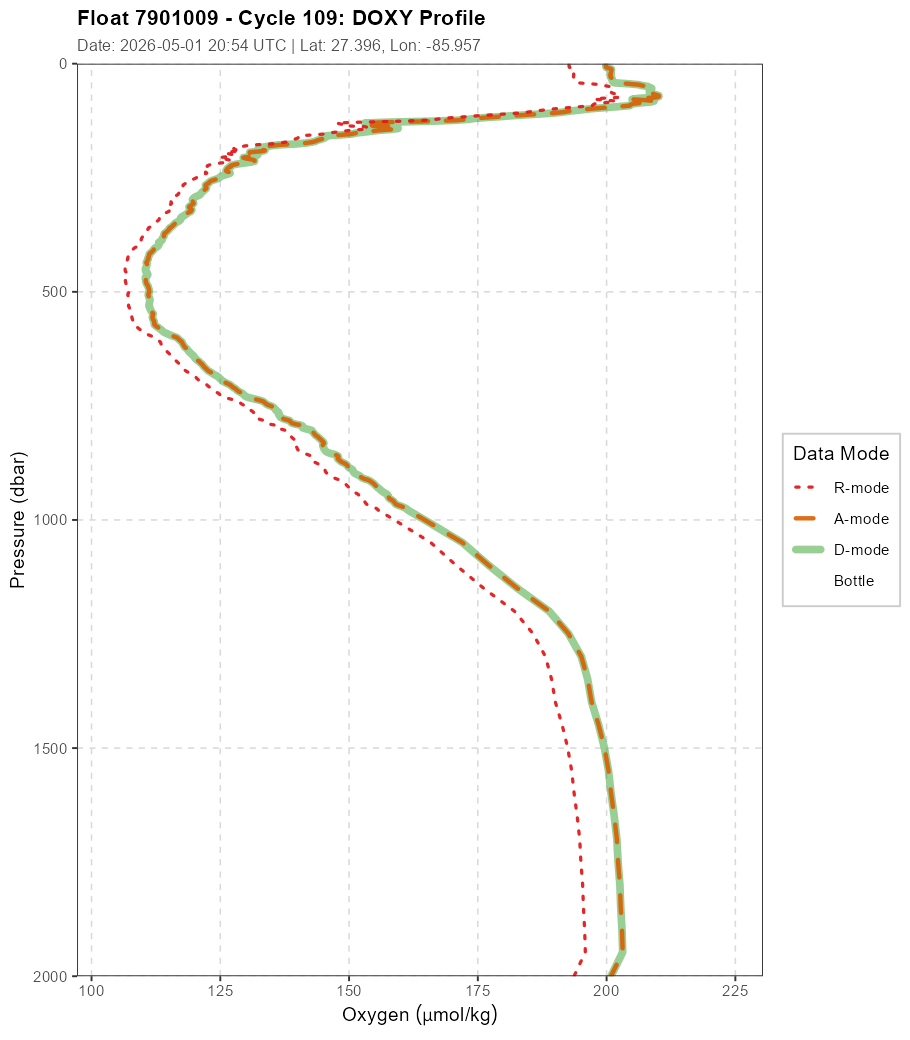 Float 7901009 - Cycle 109: DOXY Profile
Date: 2026-05-01 20:54 UTC | Lat: 27.396, Lon: -85.957
0
500
1000
1500
2000
Pressure (dbar)
100 125 150 175 200 225
Oxygen (µmol/kg)
Data Mode
R-mode
A-mode
D-mode
Bottle